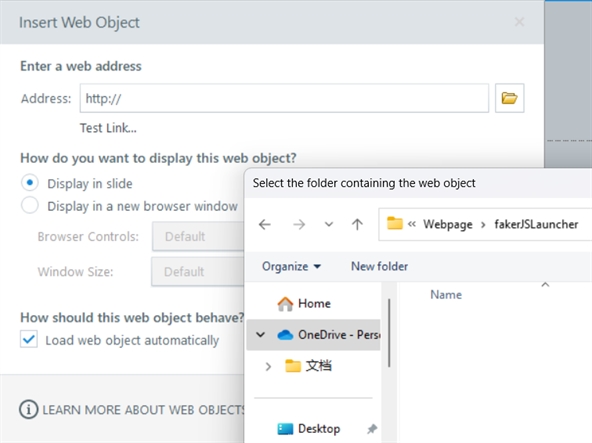 Insert Web Object
Enter a web address
Address: http://
Test Link...
How do you want to display this web object?
Display in slide
Display in a new browser window
Browser Controls: Default
Window Size: Default
How should this web object behave?
Load web object automatically
LEARN MORE ABOUT WEB OBJECTS
Select the folder containing the web object
Webpage fakerJSLauncher
Organize New folder
Name
Home
OneDrive - Pers
文档
Desktop